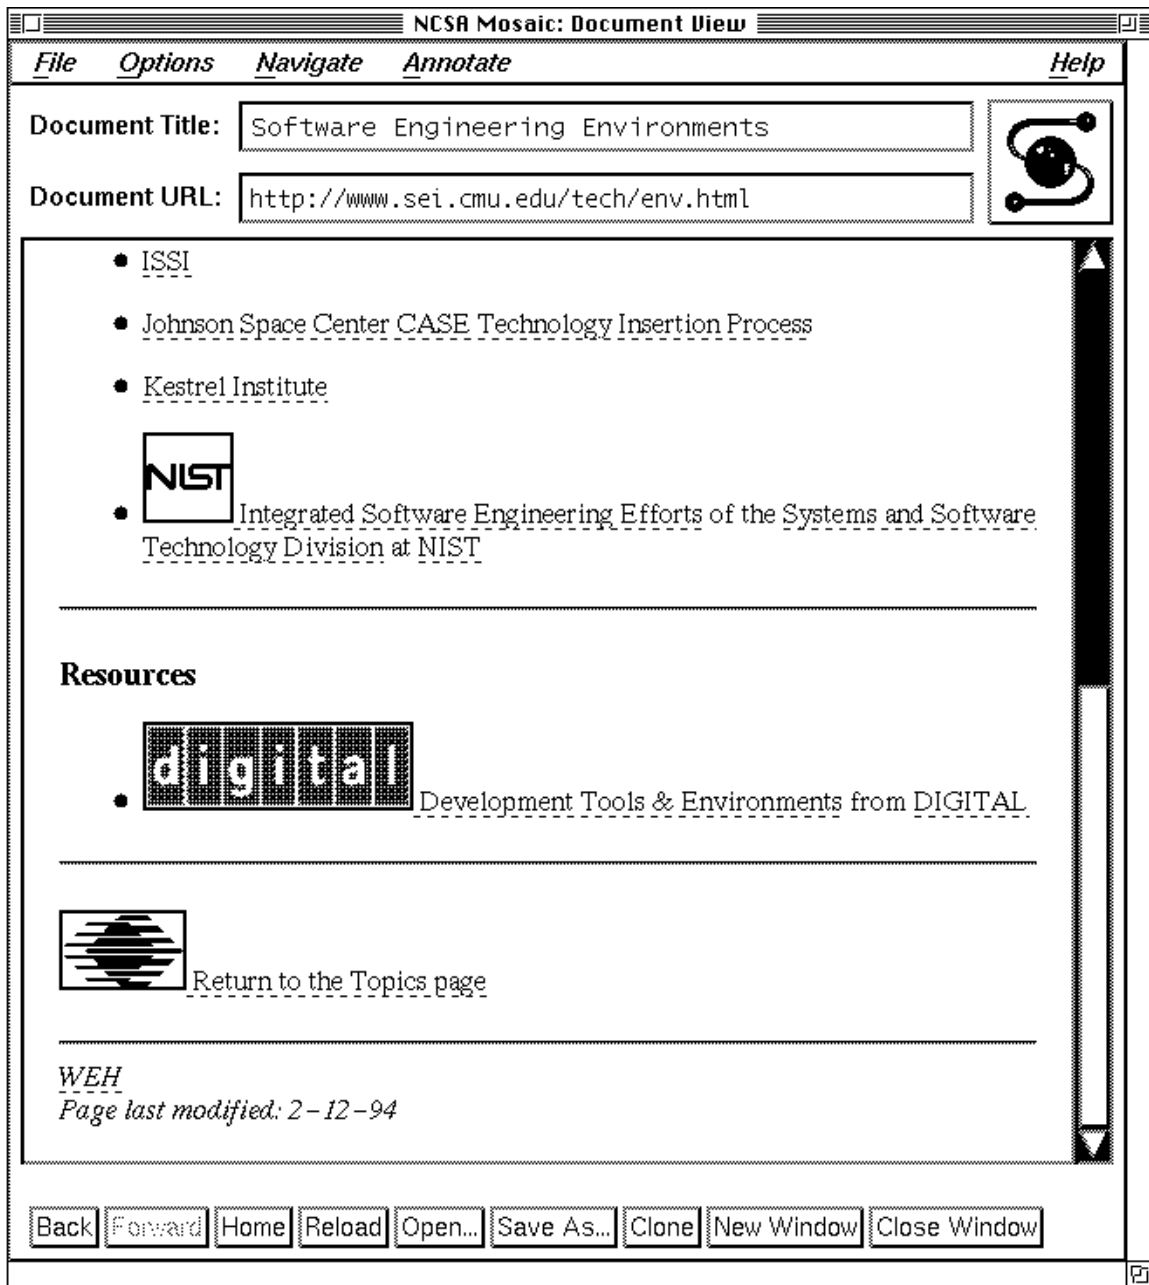 NCSA Mosaic: Document View
File Options Navigate Annotate Help
Document Title: Software Engineering Environments
Document URL: http://www.sei.cmu.edu/tech/env.html
ISSI
Johnson Space Center CASE Technology Insertion Process
Kestrel Institute
NIST
Integrated Software Engineering Efforts of the Systems and Software
Technology Division at NIST
Resources
digital
Development Tools & Environments from DIGITAL
Return to the Topics page
WEH
Page last modified: 2-12-94
Back Forward Home Reload Open... Save As... Clone New Window Close Window